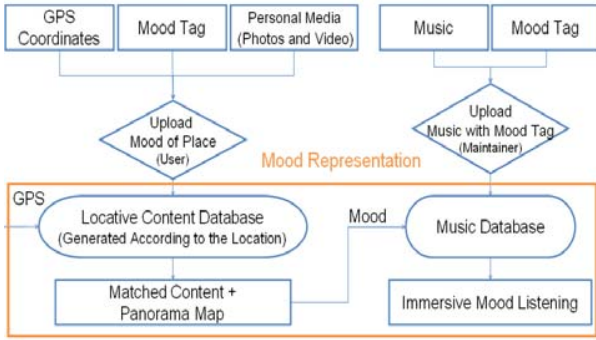 GPS
Coordinates
Mood Tag
Personal Media
(Photos and Video)
Music
Mood Tag
Upload
Mood of Place
(User)
Upload
Music with Mood Tag
(Maintainer)
Mood Representation
GPS
Locative Content Database
(Generated According to the Location)
Mood
Music Database
Matched Content +
Panorama Map
Immersive Mood Listening